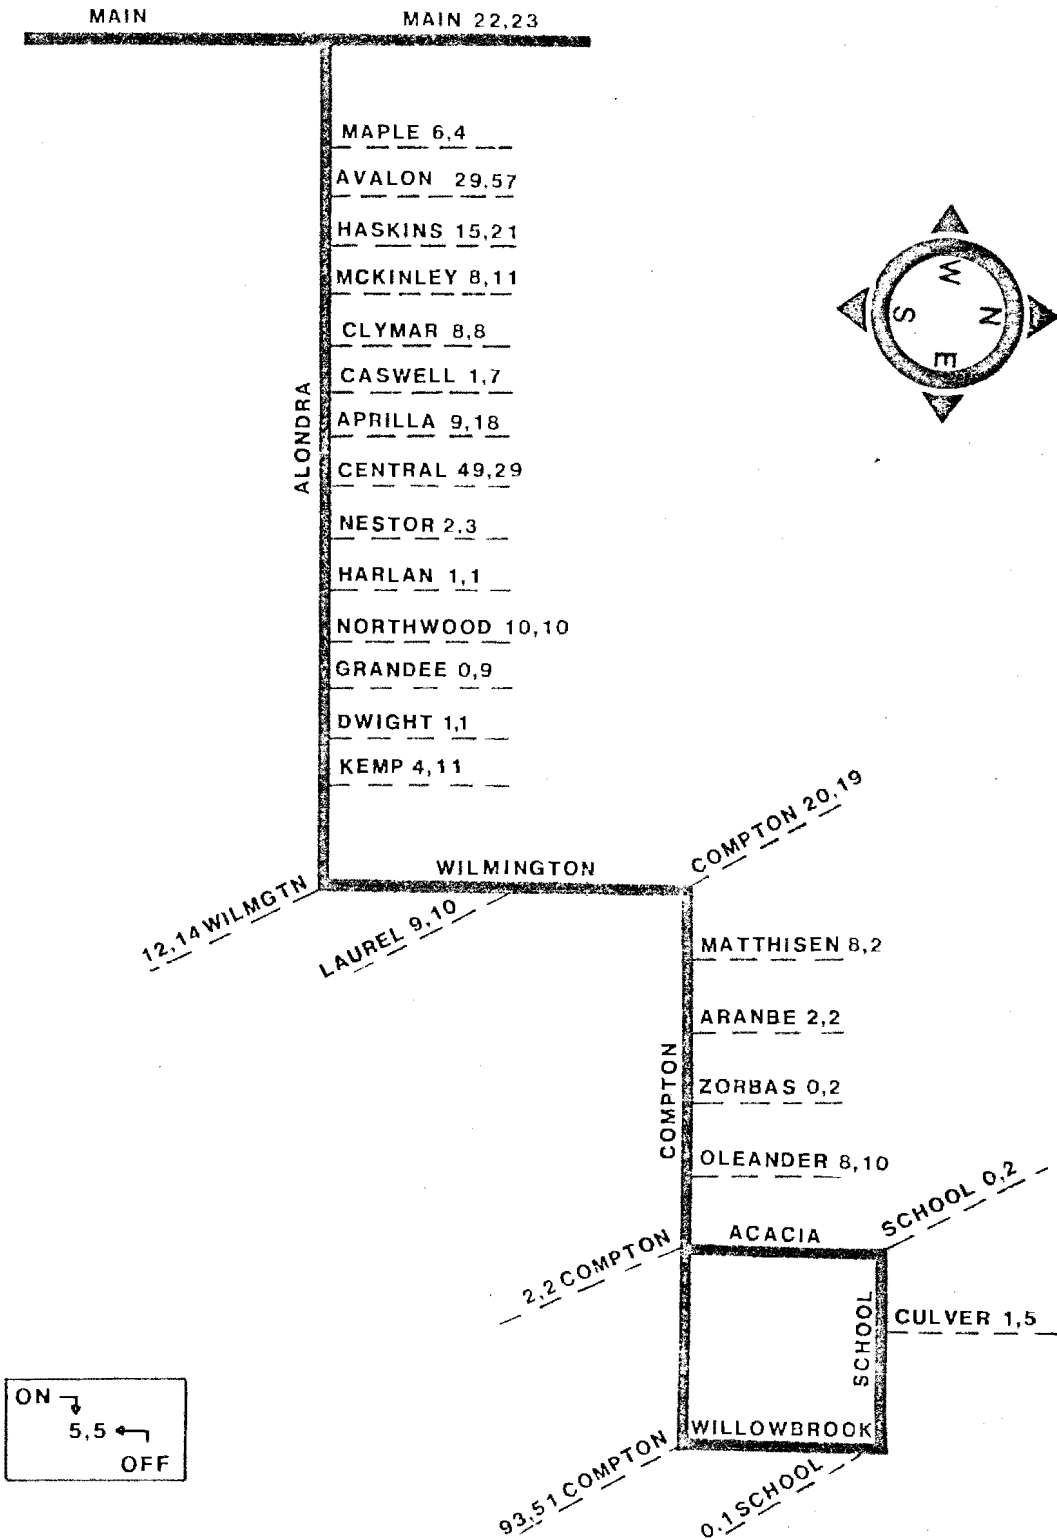 MAIN
MAIN 22,23
MAPLE 6,4
AVALON 29,57
HASKINS 15,21
MCKINLEY 8,11
CLYMAR 8,8
CASWELL 1,7
APRILLA 9,18
CENTRAL 49,29
NESTOR 2,3
HARLAN 1,1
NORTHWOOD 10,10
GRANDEE 0,9
DWIGHT 1,1
KEMP 4,11
ALONDRA
W
N
S
E
12,14 WILMGTN
WILMINGTON
LAUREL 9,10
COMPTON 20,19
MATTHISEN 8,2
ARANBE 2,2
ZORBAS 0,2
OLEANDER 8,10
COMPTON
2,2 COMPTON
ACACIA
SCHOOL 0,2
CULVER 1,5
SCHOOL
WILLOWBROOK
93,51 COMPTON
0,1 SCHOOL
ON
5,5
OFF